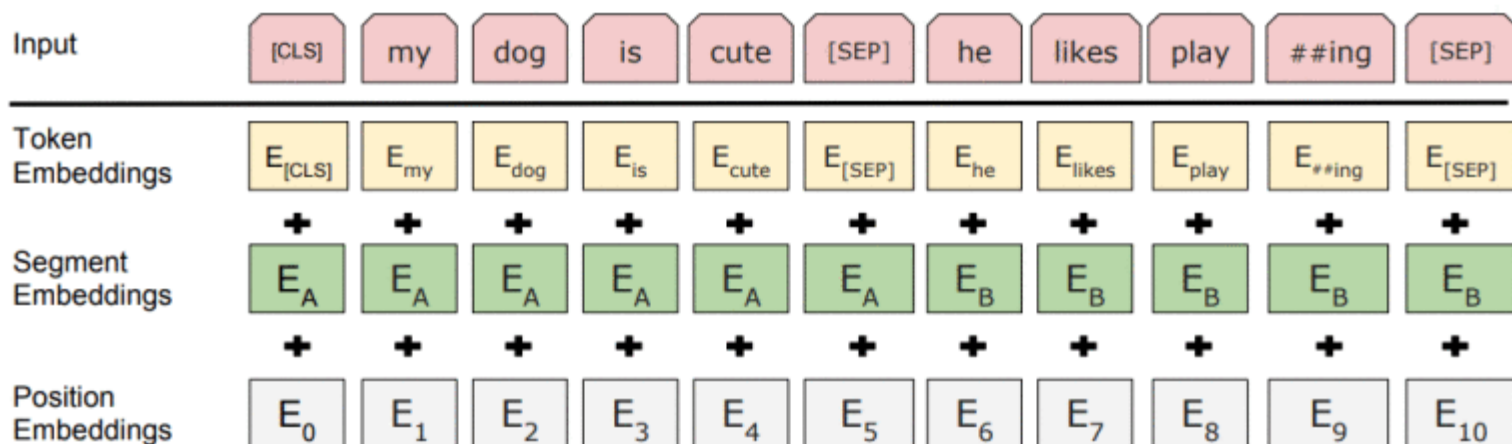 Input [CLS] my dog is cute [SEP] he likes play ##ing [SEP]
Token
Embeddings E[CLS] Emy Edog Eis Ecute E[SEP] Ehe Elikes Eplay E##ing E[SEP]
+ + + + + + + + + + +
Segment
Embeddings EA EA EA EA EA EA EB EB EB EB EB
+ + + + + + + + + + +
Position
Embeddings E0 E1 E2 E3 E4 E5 E6 E7 E8 E9 E10